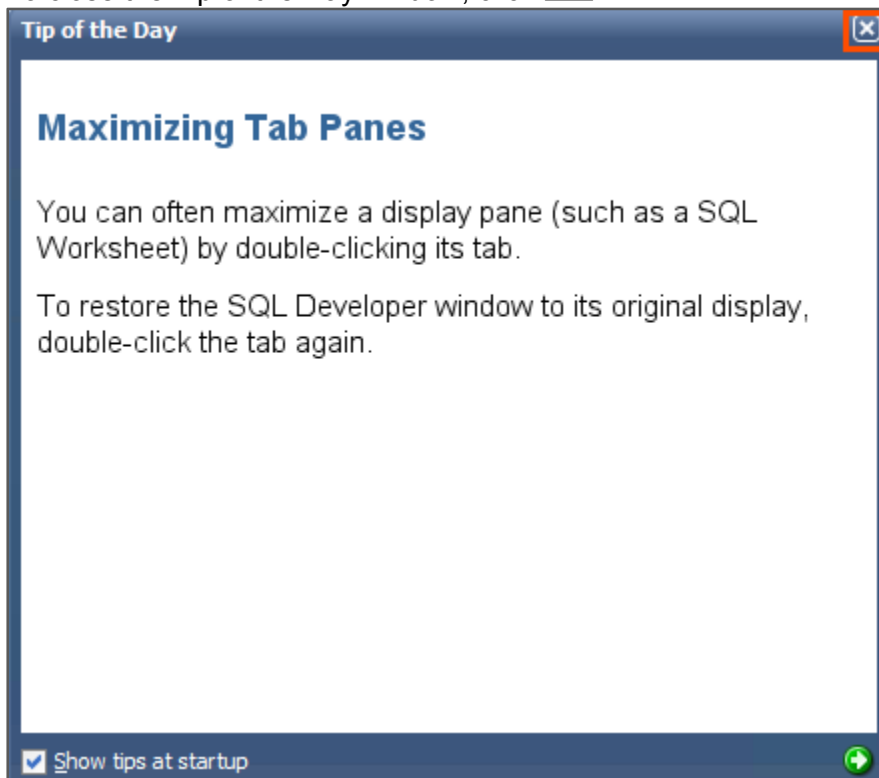 Tip of the Day
Maximizing Tab Panes
You can often maximize a display pane (such as a SQL
Worksheet) by double-clicking its tab.
To restore the SQL Developer window to its original display,
double-click the tab again.
Show tips at startup